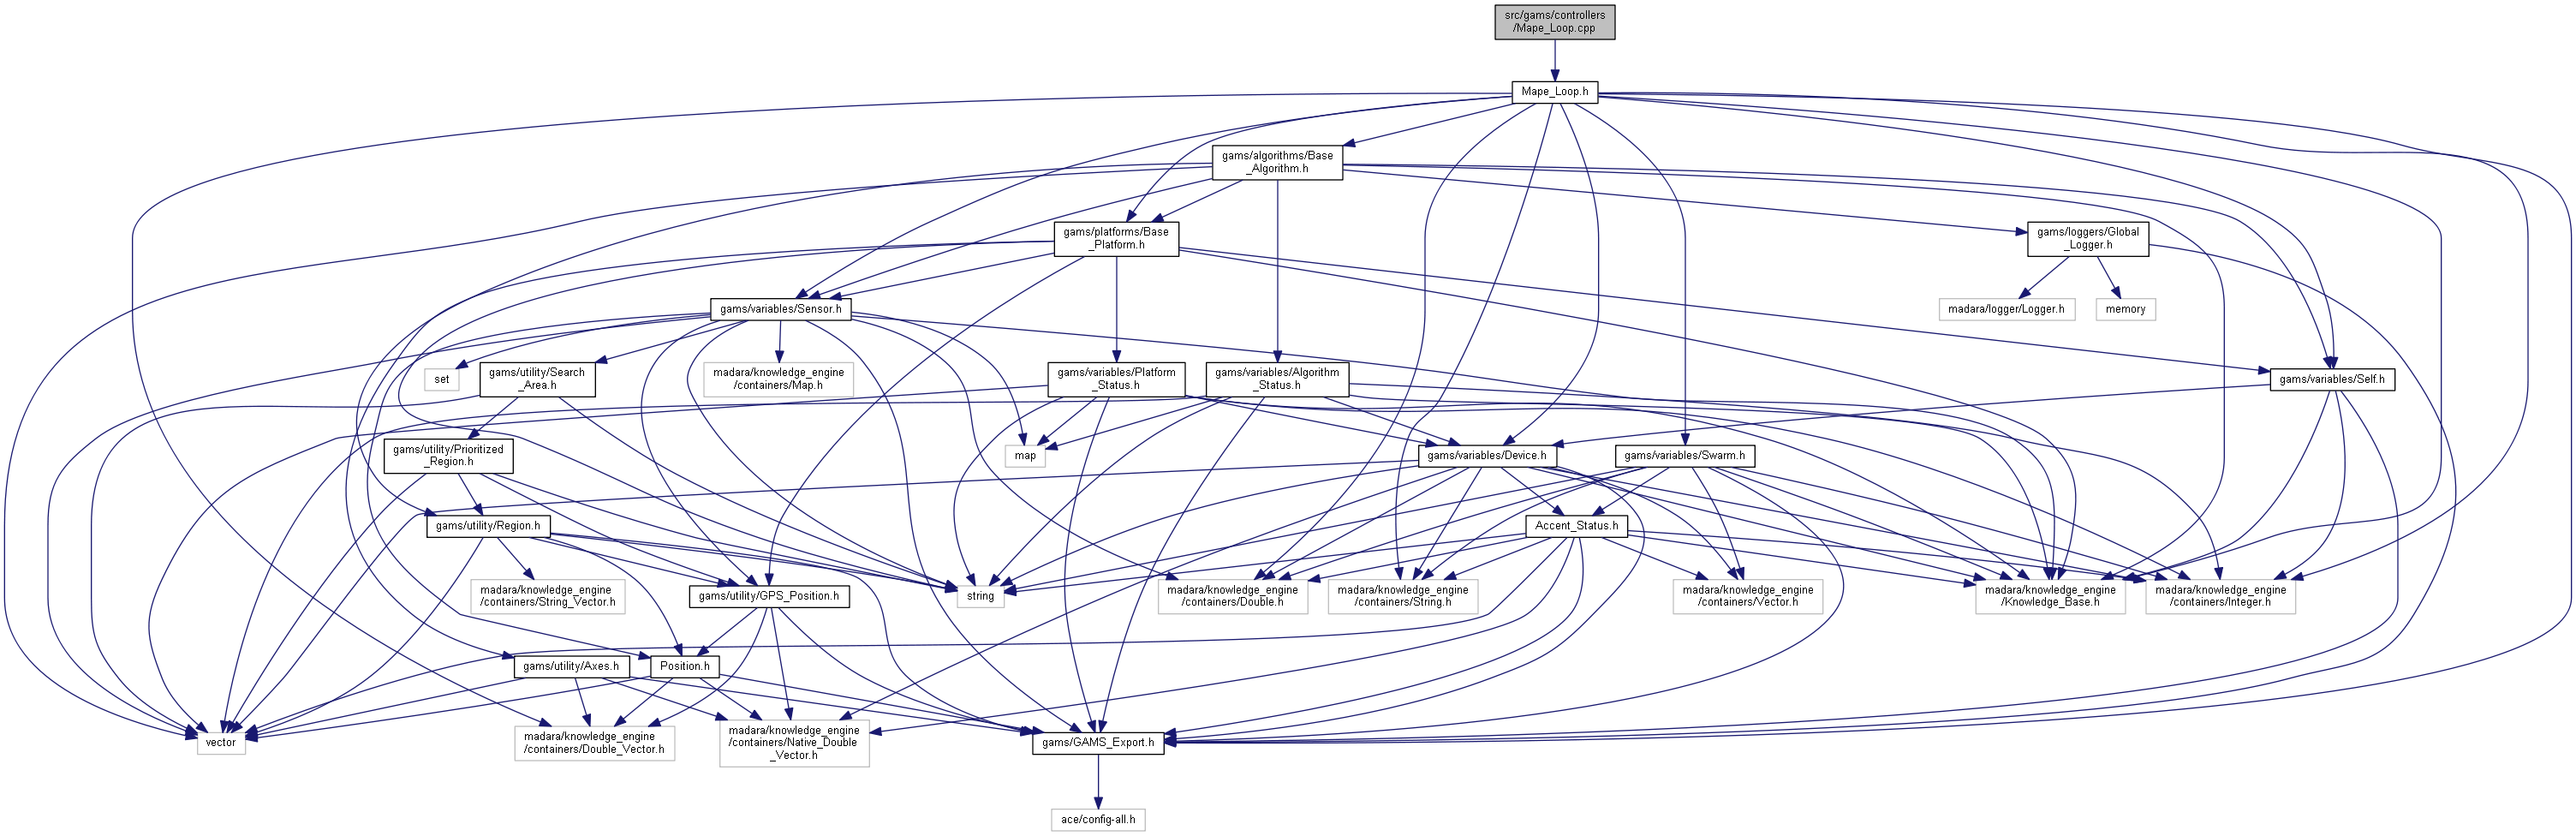 src/gams/controllers
/Mape_Loop.cpp
Mape_Loop.h
gams/algorithms/Base
_Algorithm.h
gams/platforms/Base
_Platform.h
gams/loggers/Global
_Logger.h
gams/variables/Sensor.h
madara/logger/Logger.h
memory
set
gams/utility/Search
_Area.h
madara/knowledge_engine
/containers/Map.h
gams/variables/Platform
_Status.h
gams/variables/Algorithm
_Status.h
gams/variables/Self.h
gams/utility/Prioritized
_Region.h
map
gams/variables/Device.h
gams/variables/Swarm.h
gams/utility/Region.h
Accent_Status.h
madara/knowledge_engine
/containers/String_Vector.h
gams/utility/GPS_Position.h
string
madara/knowledge_engine
/containers/Double.h
madara/knowledge_engine
/containers/String.h
madara/knowledge_engine
/containers/Vector.h
madara/knowledge_engine
/Knowledge_Base.h
madara/knowledge_engine
/containers/Integer.h
gams/utility/Axes.h
Position.h
vector
madara/knowledge_engine
/containers/Double_Vector.h
madara/knowledge_engine
/containers/Native_Double
_Vector.h
gams/GAMS_Export.h
ace/config-all.h